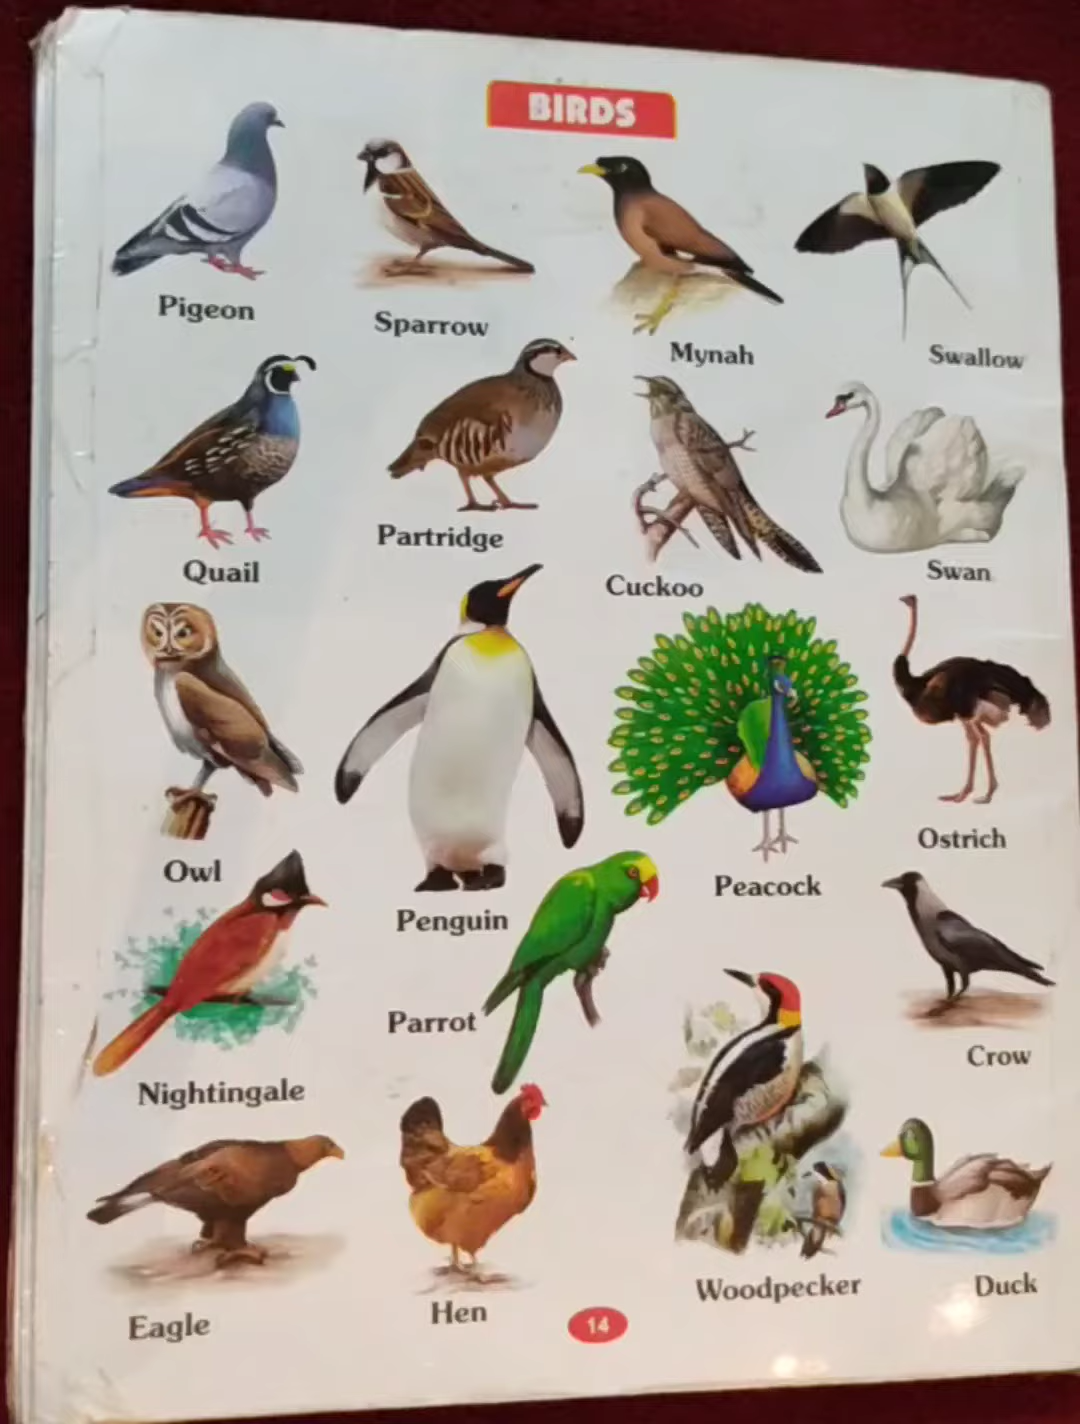 BIRDS
Pigeon
Sparrow
Mynah
Swallow
Quail
Partridge
Cuckoo
Swan
Owl
Penguin
Peacock
Ostrich
Nightingale
Parrot
Woodpecker
Crow
Eagle
Hen
Duck
14